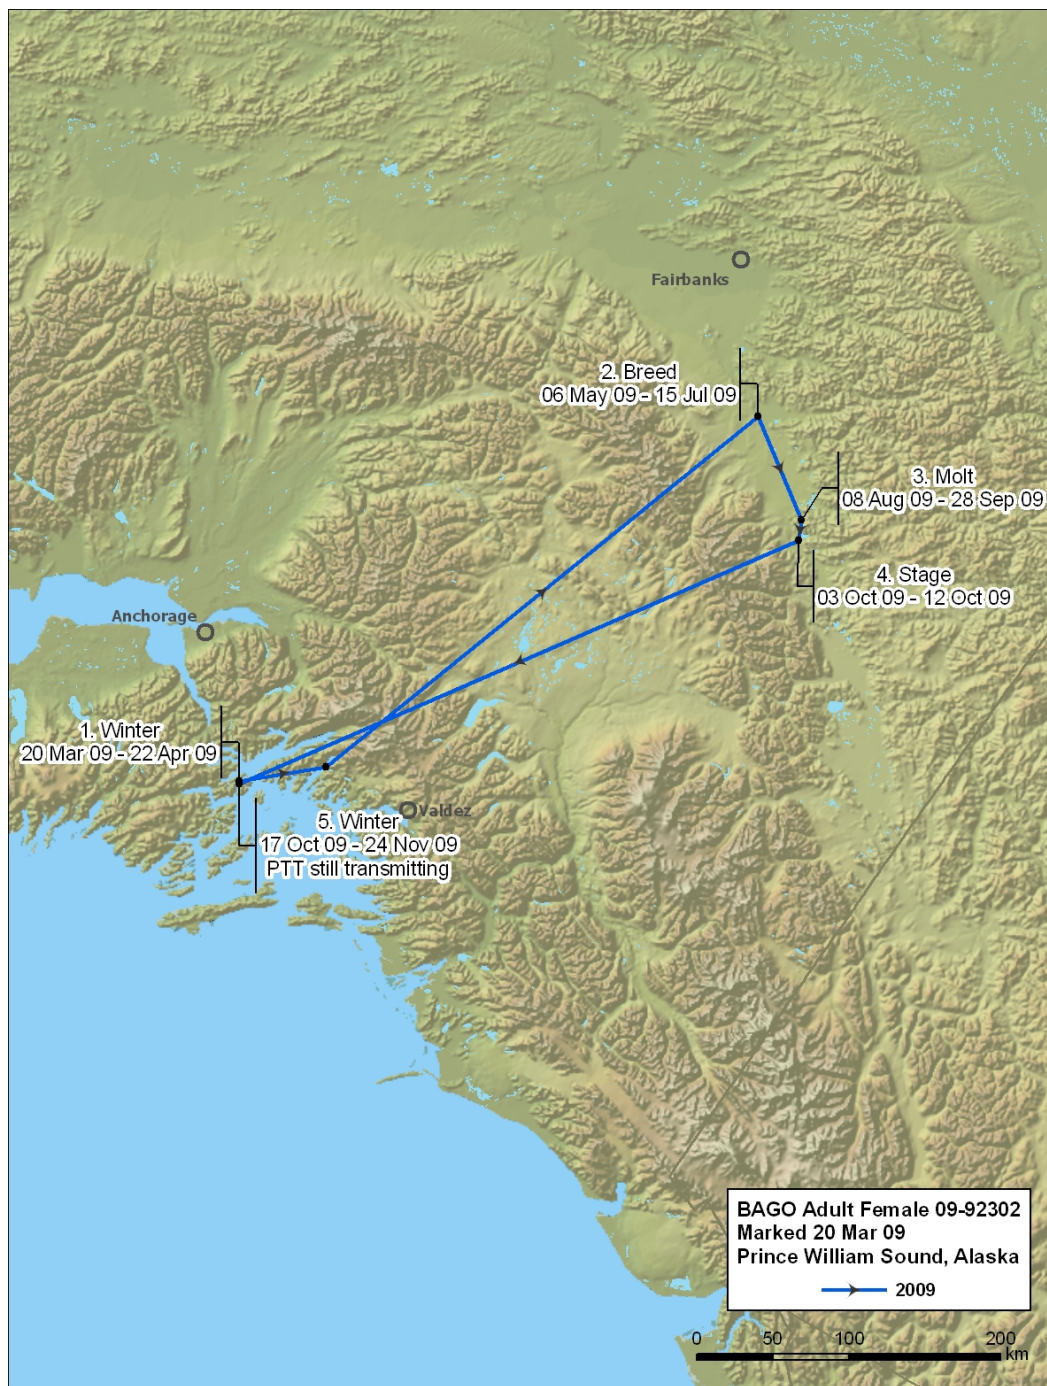 Fairbanks
2. Breed
06 May 09 - 15 Jul 09
3. Molt
08 Aug 09 - 28 Sep 09
4. Stage
03 Oct 09 - 12 Oct 09
Anchorage
1. Winter
20 Mar 09 - 22 Apr 09
Valdez
5. Winter
17 Oct 09 - 24 Nov 09
PTT still transmitting
BAGO Adult Female 09-92302
Marked 20 Mar 09
Prince William Sound, Alaska
2009
0 50 100 200
km